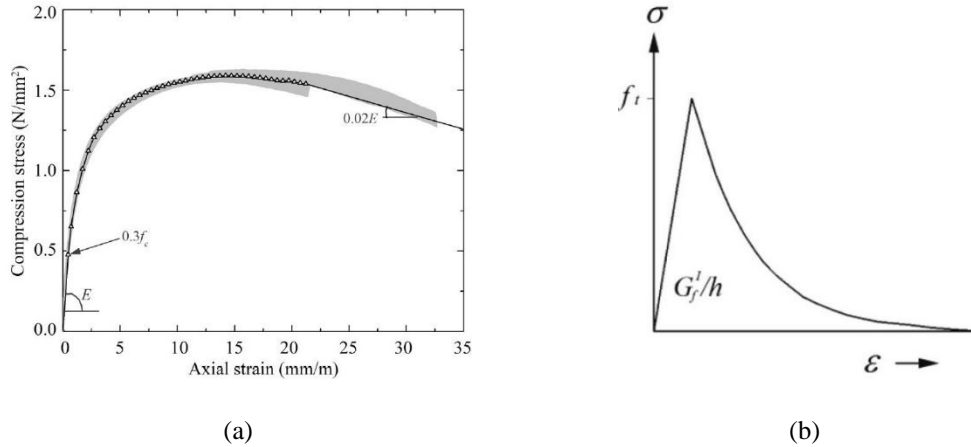 2.0
1.5
1.0
0.5
0.0
Compression stress (N/mm²)
0.02E
0.3f_c
E
0 5 10 15 20 25 30 35
Axial strain (mm/m)
(a)
σ
f_t
G_f^I/h
ε
(b)